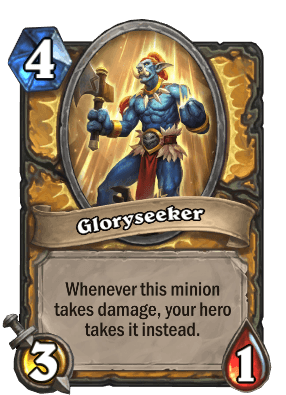 4
Gloryseeker
Whenever this minion
takes damage, your hero
takes it instead.
3
1